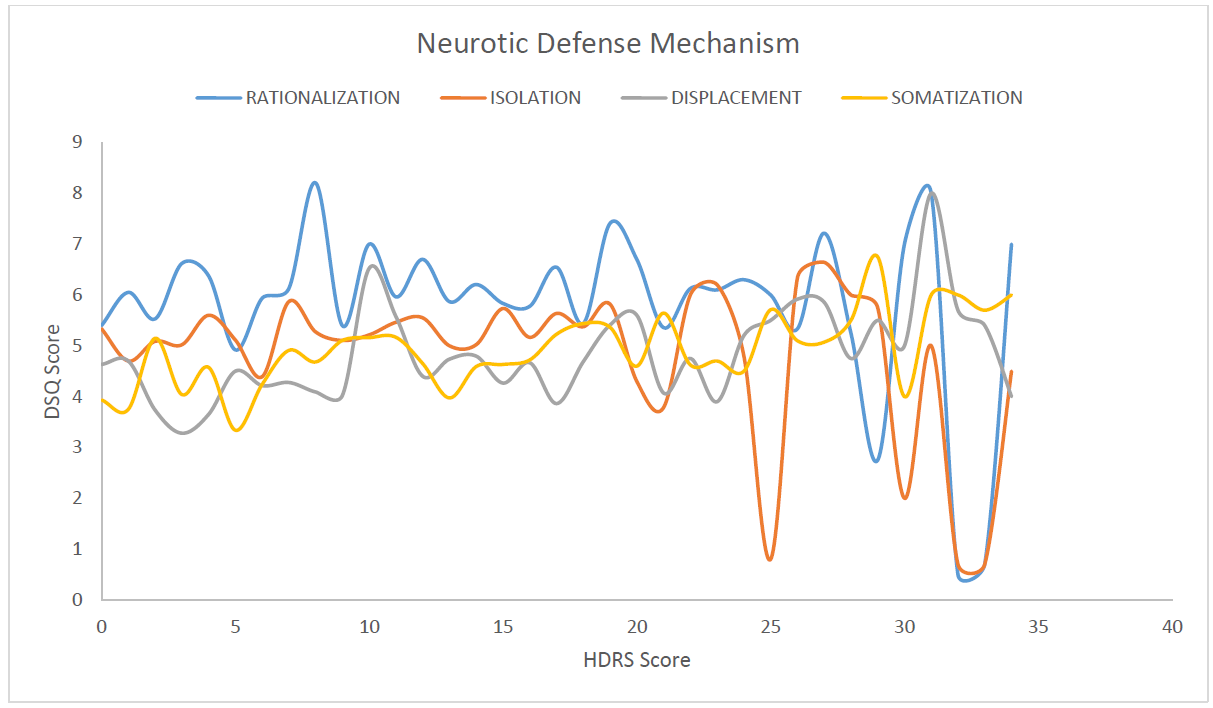 Neurotic Defense Mechanism
RATIONALIZATION ISOLATION DISPLACEMENT SOMATIZATION
9
8
7
6
5
4
3
2
1
0
DSQ Score
0 5 10 15 20 25 30 35 40
HDRS Score